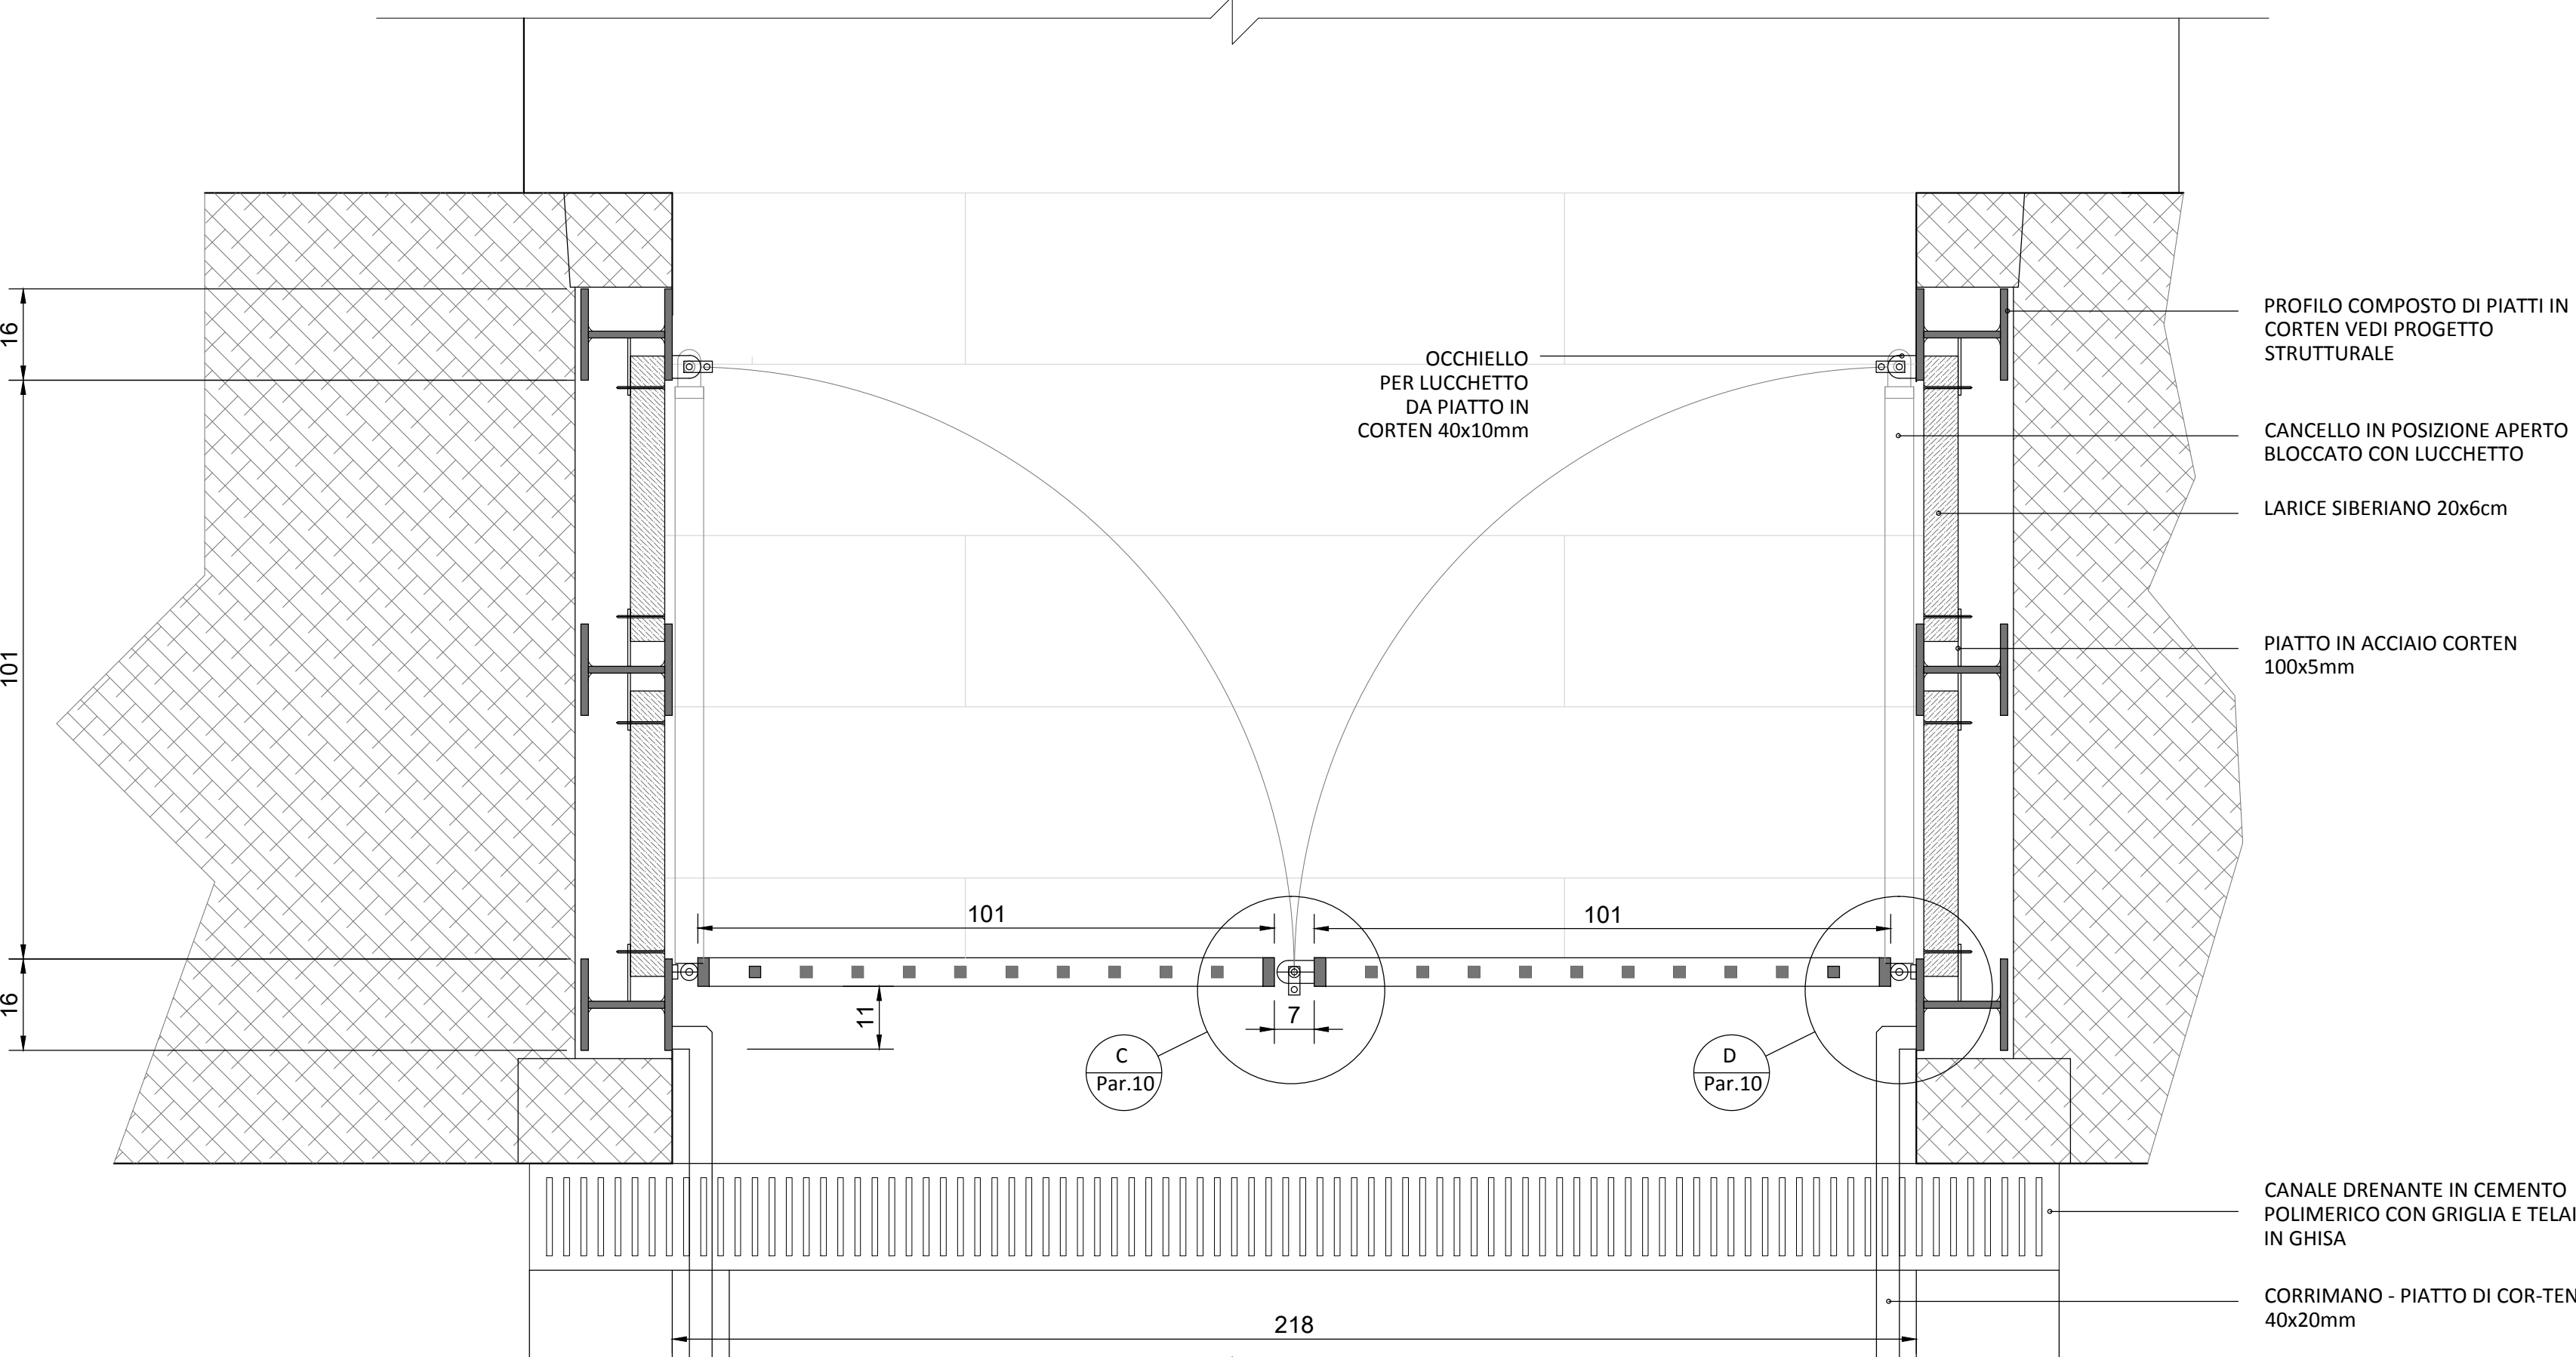 16
101
16
OCCHIELLO
PER LUCCHETTO
DA PIATTO IN
CORTEN 40x10mm
PROFILO COMPOSTO DI PIATTI IN
CORTEN VEDI PROGETTO
STRUTTURALE
CANCELLO IN POSIZIONE APERTO
BLOCCATO CON LUCCHETTO
LARICE SIBERIANO 20x6cm
PIATTO IN ACCIAIO CORTEN
100x5mm
101
101
11
7
C
Par.10
D
Par.10
CANALE DRENANTE IN CEMENTO
POLIMERICO CON GRIGLIA E TELAI
IN GHISA
CORRIMANO - PIATTO DI COR-TEN
40x20mm
218